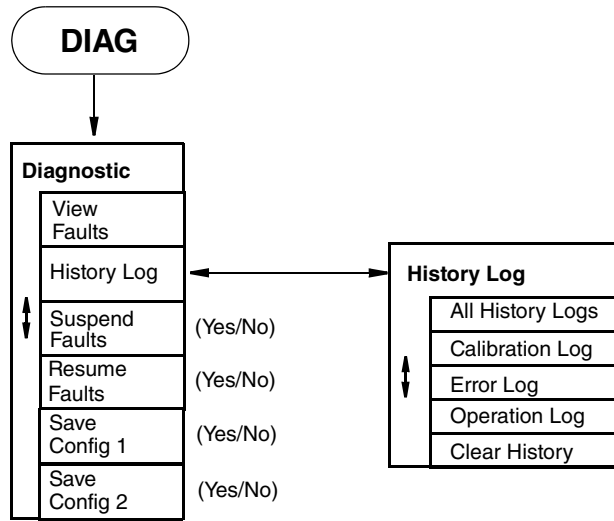 DIAG
Diagnostic
View
Faults
History Log
Suspend
Faults
(Yes/No)
Resume
Faults
(Yes/No)
Save
Config 1
(Yes/No)
Save
Config 2
(Yes/No)
History Log
All History Logs
Calibration Log
Error Log
Operation Log
Clear History